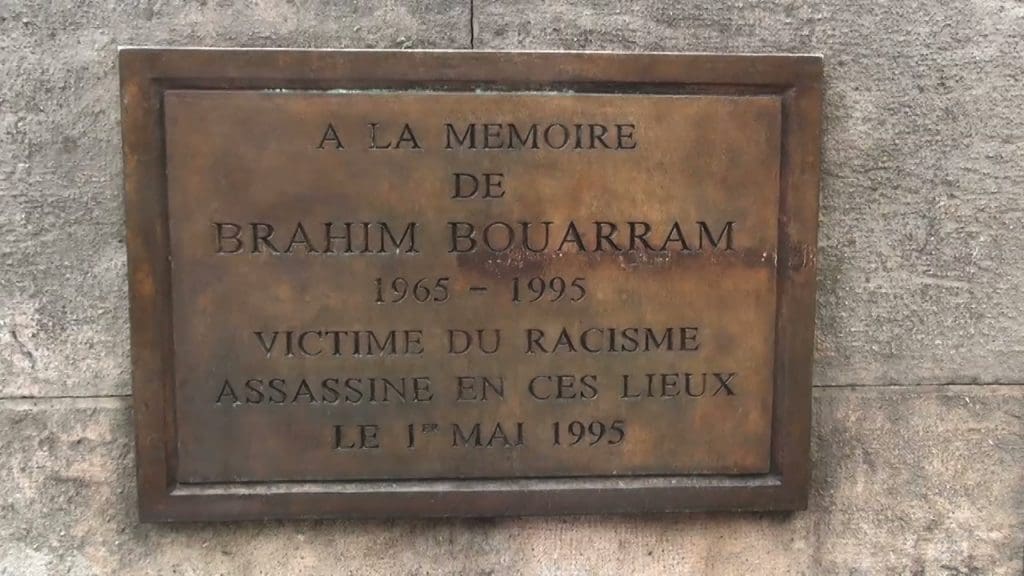 A LA MEMOIRE
DE
BRAHIM BOUARRAM
1965 - 1995
VICTIME DU RACISME
ASSASSINE EN CES LIEUX
LE 1ER MAI 1995